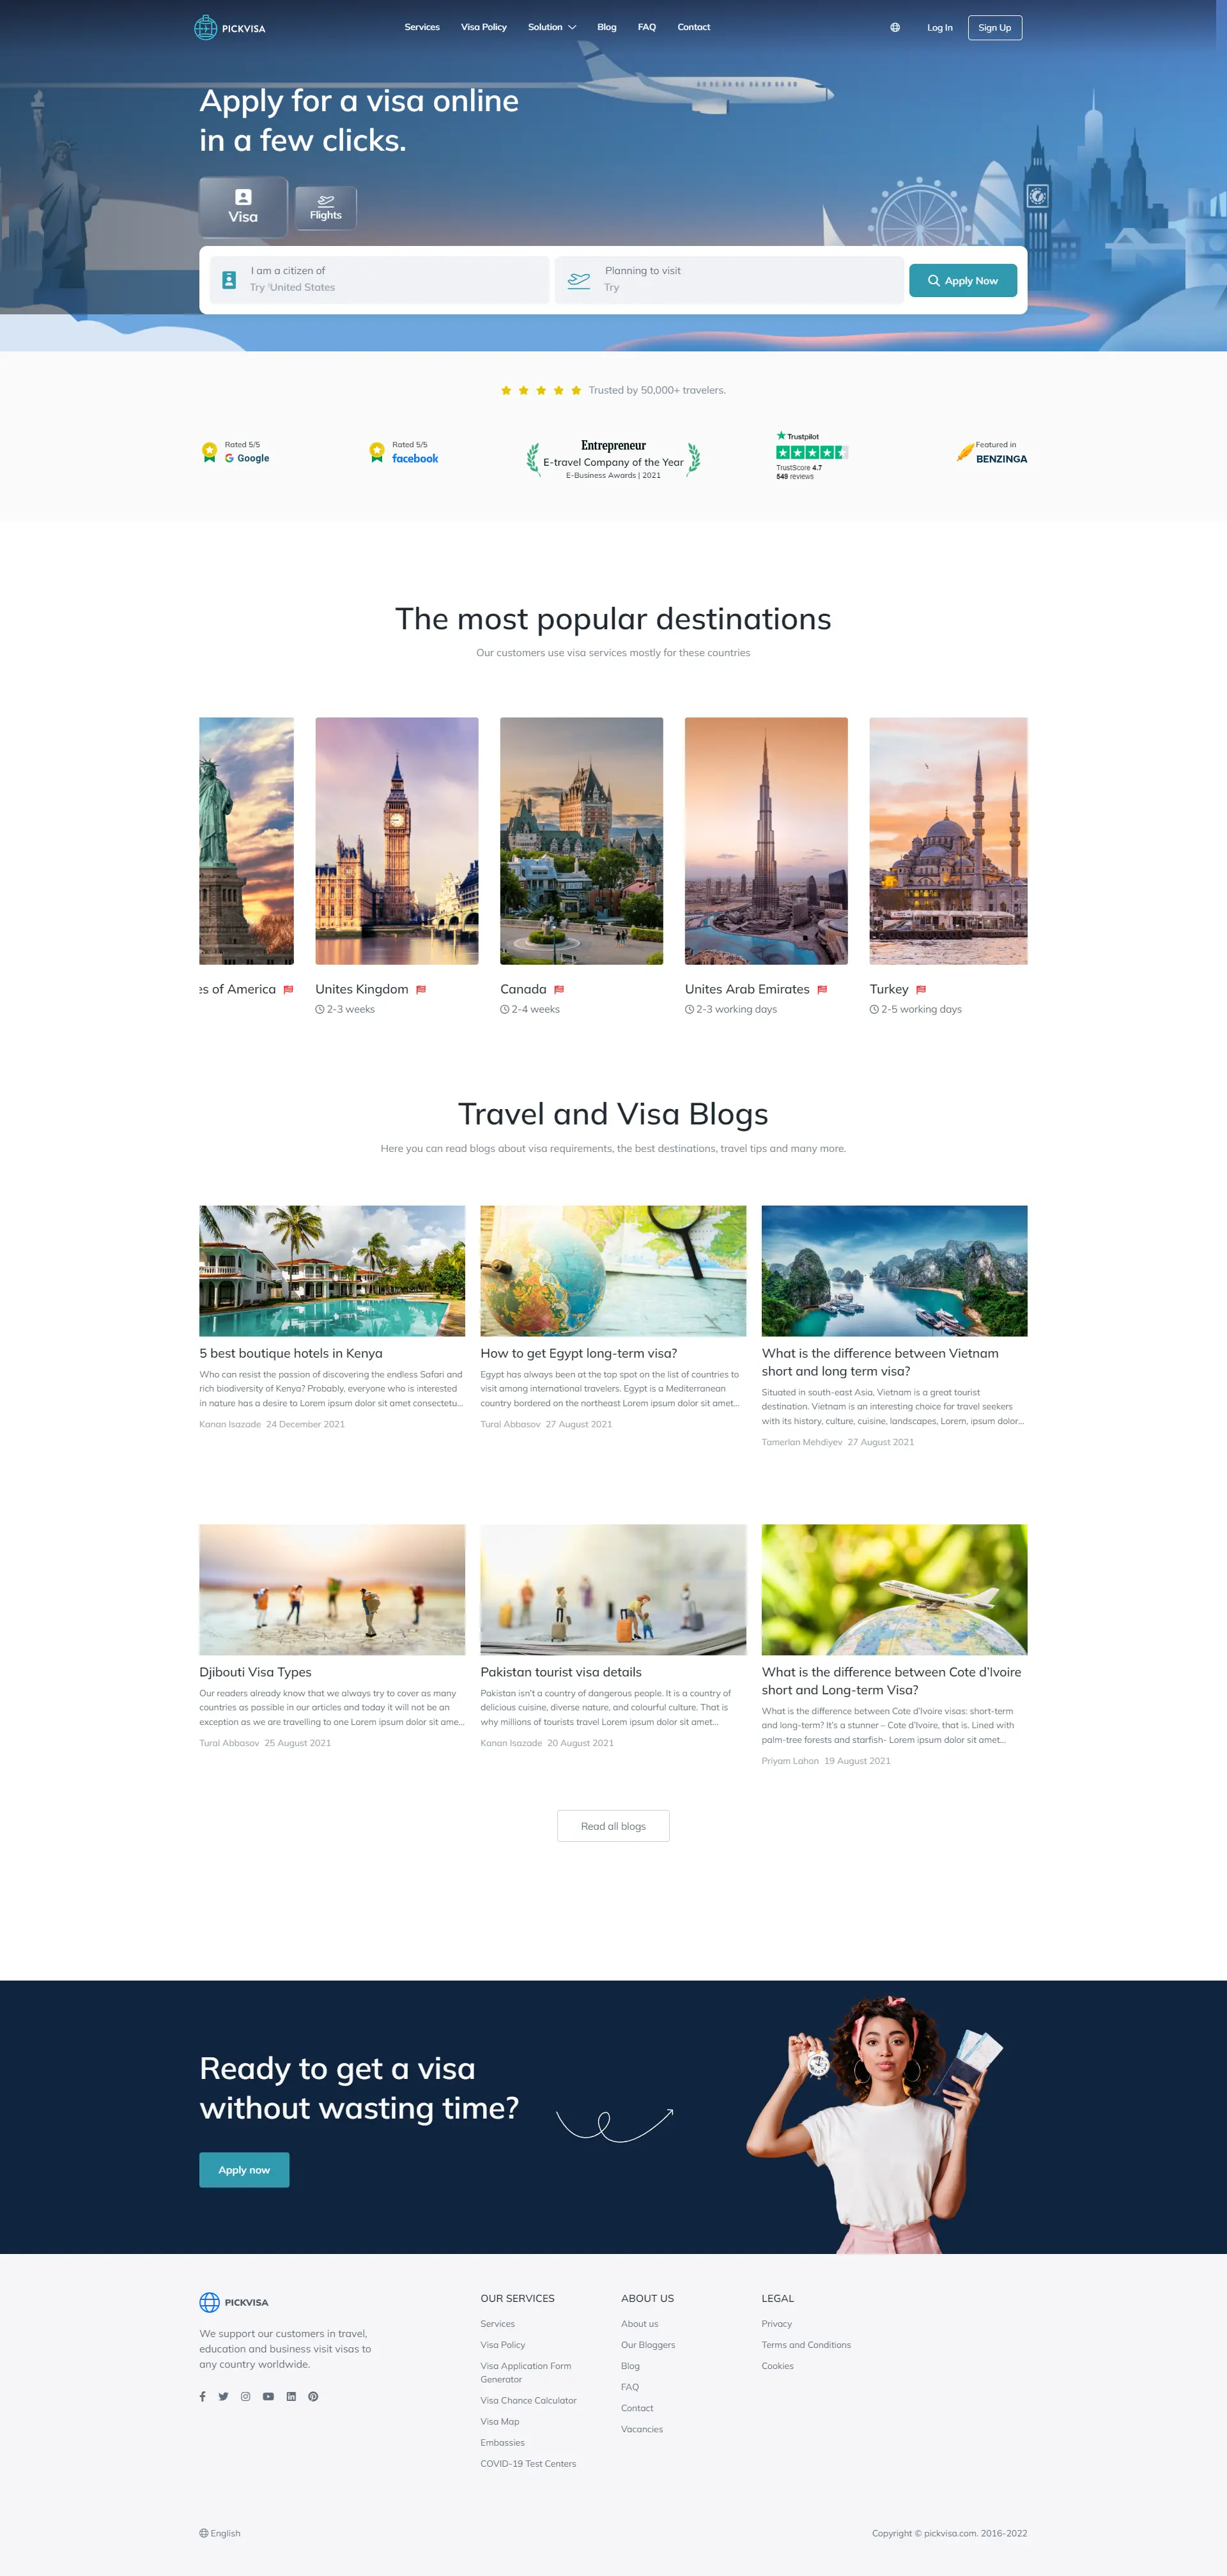 PICKVISA
Services
Visa Policy
Solution
Blog
FAQ
Contact
Log In
Sign Up
Apply for a visa online
in a few clicks.
Visa
Flights
I am a citizen of
Try 'United States
Planning to visit
Try
Apply Now
Trusted by 50,000+ travelers.
Rated 5/5
Google
Rated 5/5
facebook
Entrepreneur
E-travel Company of the Year
E-Business Awards | 2021
Trustpilot
TrustScore 4.7
549 reviews
Featured in
BENZINGA
The most popular destinations
Our customers use visa services mostly for these countries
es of America
Unites Kingdom
2-3 weeks
Canada
2-4 weeks
Unites Arab Emirates
2-3 working days
Turkey
2-5 working days
Travel and Visa Blogs
Here you can read blogs about visa requirements, the best destinations, travel tips and many more.
5 best boutique hotels in Kenya
Who can resist the passion of discovering the endless Safari and
rich biodiversity of Kenya? Probably, everyone who is interested
in nature has a desire to Lorem ipsum dolor sit amet consectetu...
Kanan Isazade 24 December 2021
How to get Egypt long-term visa?
Egypt has always been at the top spot on the list of countries to
visit among international travelers. Egypt is a Mediterranean
country bordered on the northeast Lorem ipsum dolor sit amet...
Tural Abbasov 27 August 2021
What is the difference between Vietnam
short and long term visa?
Situated in south-east Asia, Vietnam is a great tourist
destination. Vietnam is an interesting choice for travel seekers
with its history, culture, cuisine, landscapes, Lorem, ipsum dolor...
Tamerlan Mehdiyev 27 August 2021
Djibouti Visa Types
Our readers already know that we always try to cover as many
countries as possible in our articles and today it will not be an
exception as we are travelling to one Lorem ipsum dolor sit ame...
Tural Abbasov 25 August 2021
Pakistan tourist visa details
Pakistan isn't a country of dangerous people. It is a country of
delicious cuisine, diverse nature, and colourful culture. That is
why millions of tourists travel Lorem ipsum dolor sit amet...
Kanan Isazade 20 August 2021
What is the difference between Cote d'Ivoire
short and Long-term Visa?
What is the difference between Cote d'Ivoire visas: short-term
and long-term? It's a stunner – Cote d'Ivoire, that is. Lined with
palm-tree forests and starfish- Lorem ipsum dolor sit amet...
Priyam Lahon 19 August 2021
Read all blogs
Ready to get a visa
without wasting time?
Apply now
PICKVISA
We support our customers in travel,
education and business visit visas to
any country worldwide.
OUR SERVICES
Services
Visa Policy
Visa Application Form
Generator
Visa Chance Calculator
Visa Map
Embassies
COVID-19 Test Centers
ABOUT US
About us
Our Bloggers
Blog
FAQ
Contact
Vacancies
LEGAL
Privacy
Terms and Conditions
Cookies
English
Copyright © pickvisa.com. 2016-2022